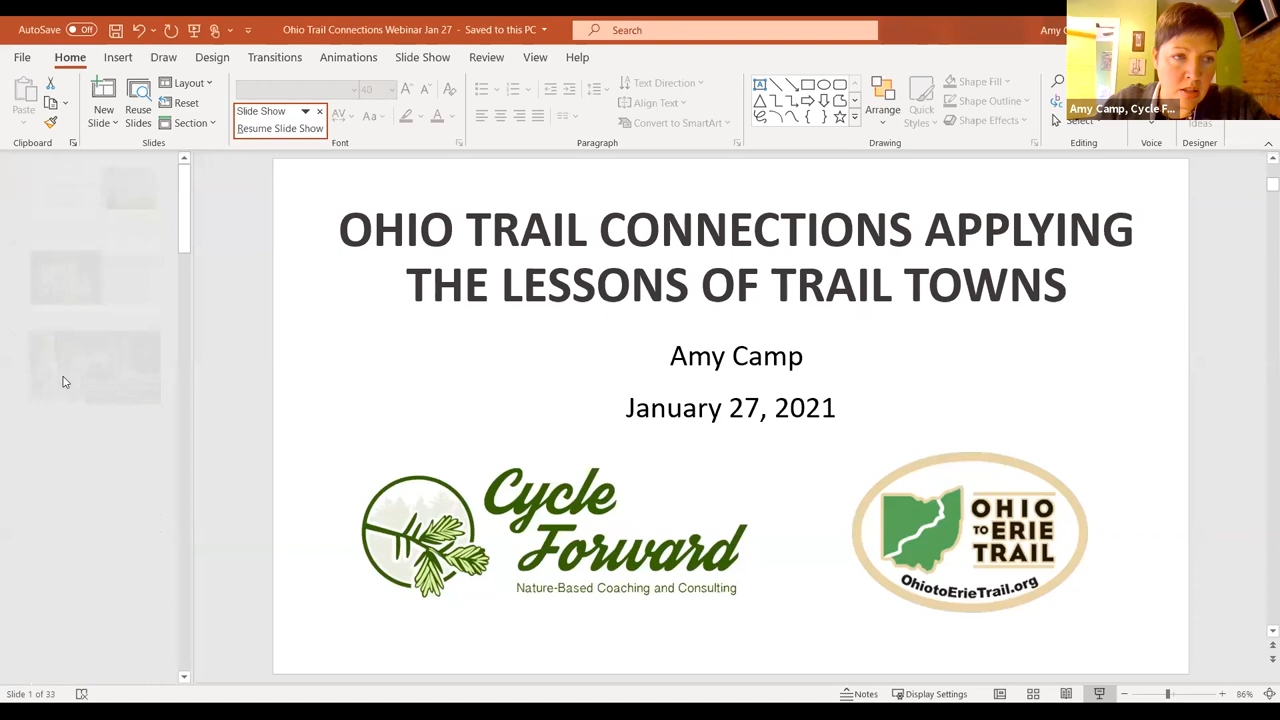 AutoSave Off
Ohio Trail Connections Webinar Jan 27 - Saved to this PC
Search
Amy C
File Home Insert Draw Design Transitions Animations Slide Show Review View Help
Paste
New Slides
Reuse Slides
Layout
Reset
Section
40
Slide Show
Resume Slide Show
Text Direction
Align Text
Convert to SmartArt
Arrange
Quick Styles
Shape Fill
Shape Outline
Shape Effects
Select
Ideas
Amy Camp, Cycle F...
Clipboard Slides Font Paragraph Drawing Editing Voice Designer
OHIO TRAIL CONNECTIONS APPLYING
THE LESSONS OF TRAIL TOWNS
Amy Camp
January 27, 2021
Cycle
Forward
Nature-Based Coaching and Consulting
OHIO
TO ERIE
TRAIL
OhiotoErieTrail.org
Slide 1 of 33
Notes Display Settings 86%